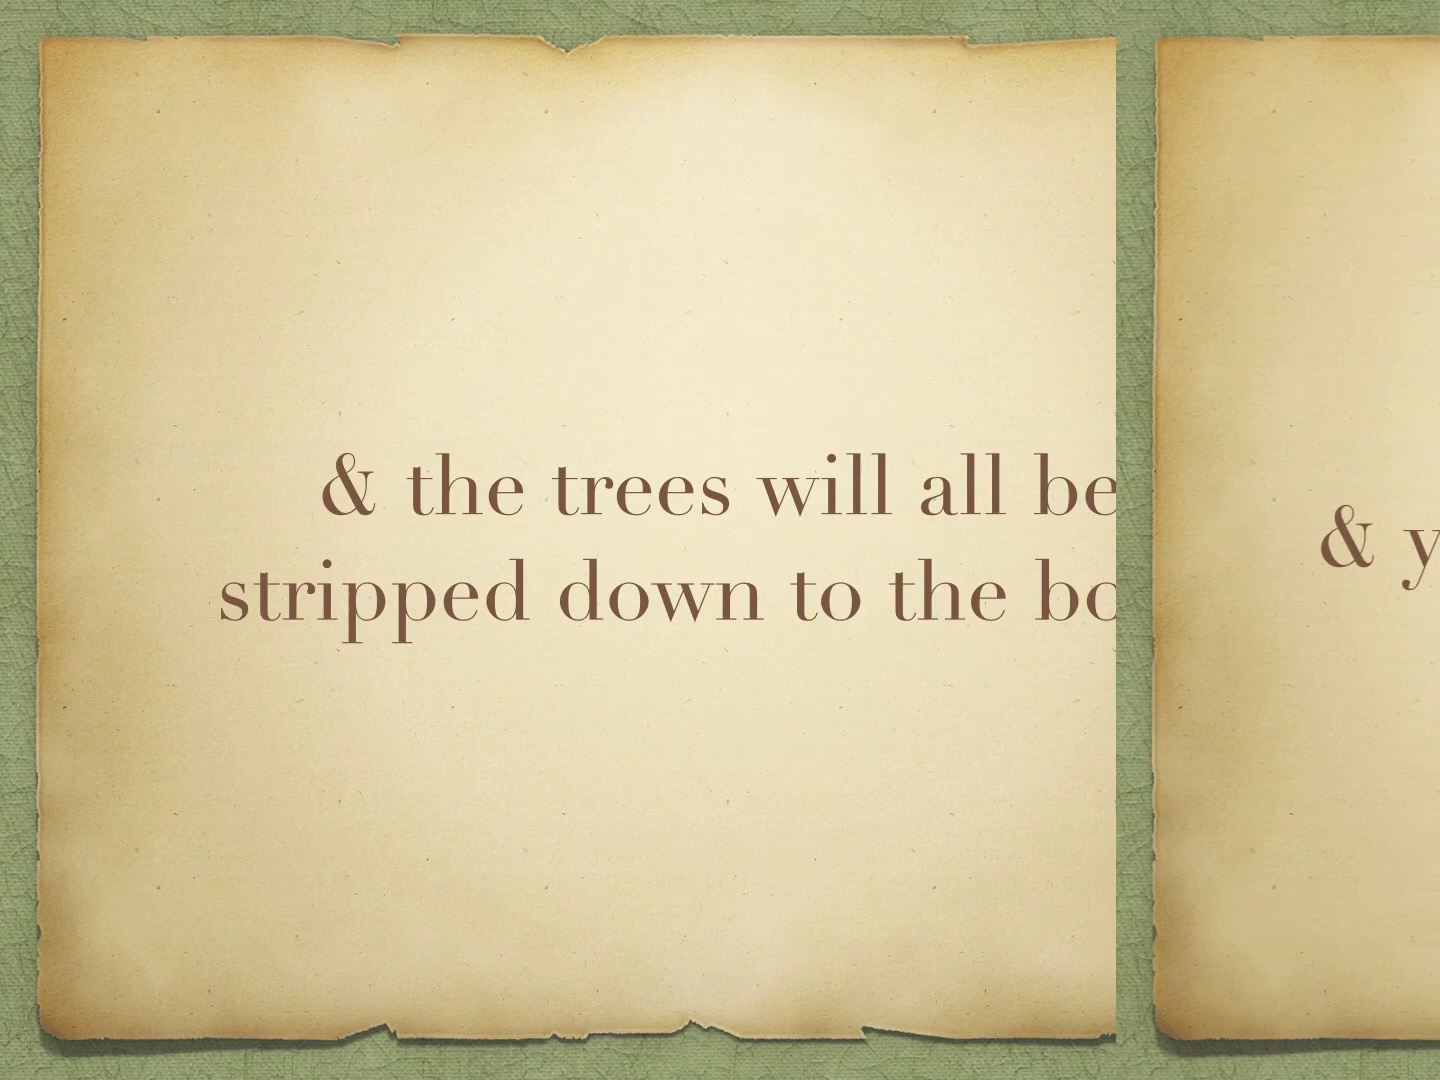 & the trees will all be
stripped down to the bo
& y